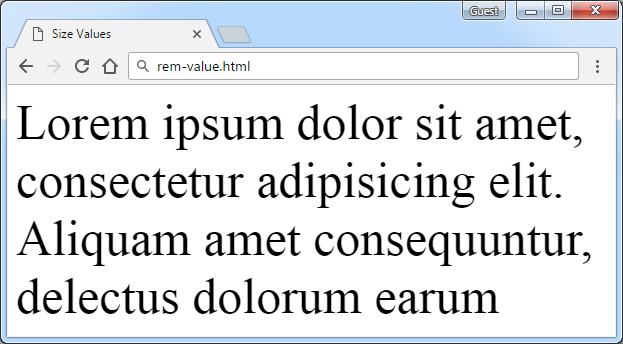 Guest
Size Values
rem-value.html
Lorem ipsum dolor sit amet,
consectetur adipisicing elit.
Aliquam amet consequuntur,
delectus dolorum earum